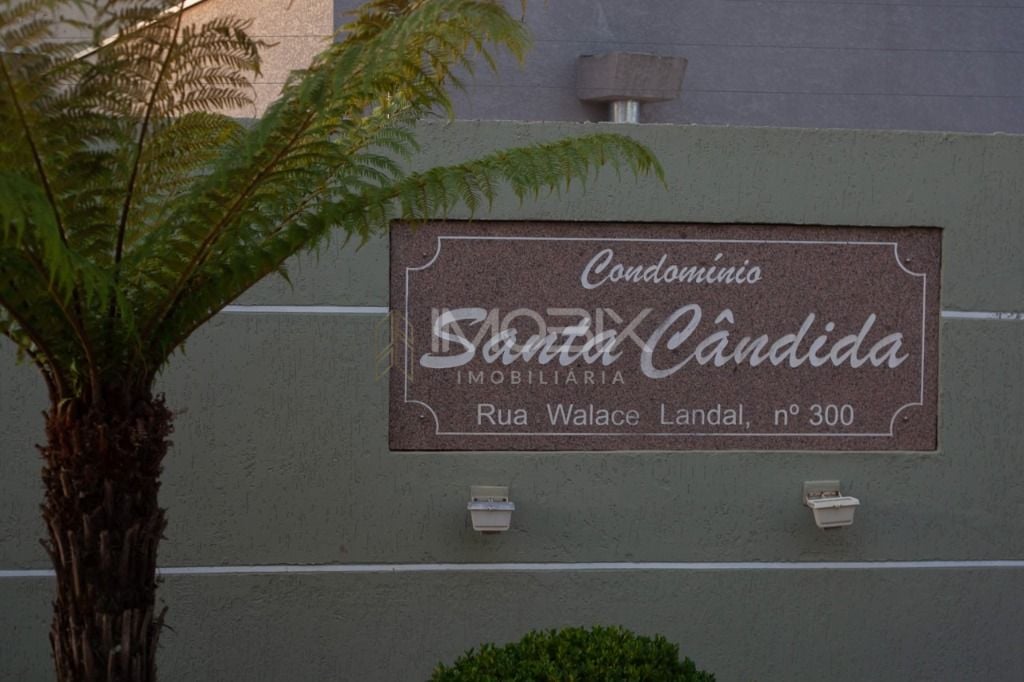 Condomínio
Santa Cândida
IMOBIX
IMOBILIÁRIA
Rua Walace Landal, nº 300